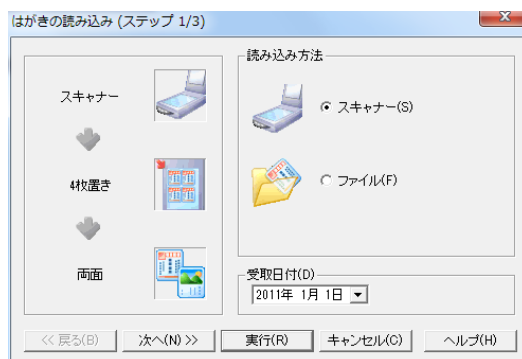 はがきの読み込み (ステップ 1/3)
スキャナー
4枚置き
両面
読み込み方法
スキャナー(S)
ファイル(F)
受取日付(D)
2011年 1月 1日
<< 戻る(B)
次へ(N) >>
実行(R)
キャンセル(C)
ヘルプ(H)